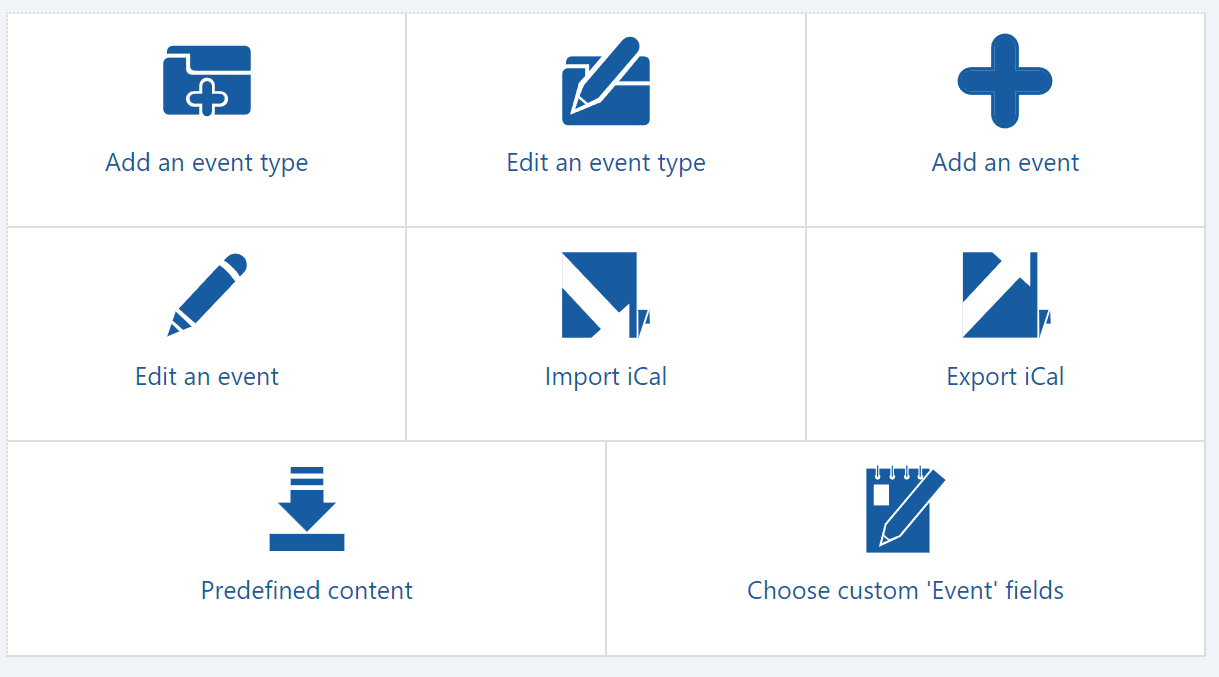 Add an event type
Edit an event type
Add an event
Edit an event
Import iCal
Export iCal
Predefined content
Choose custom 'Event' fields